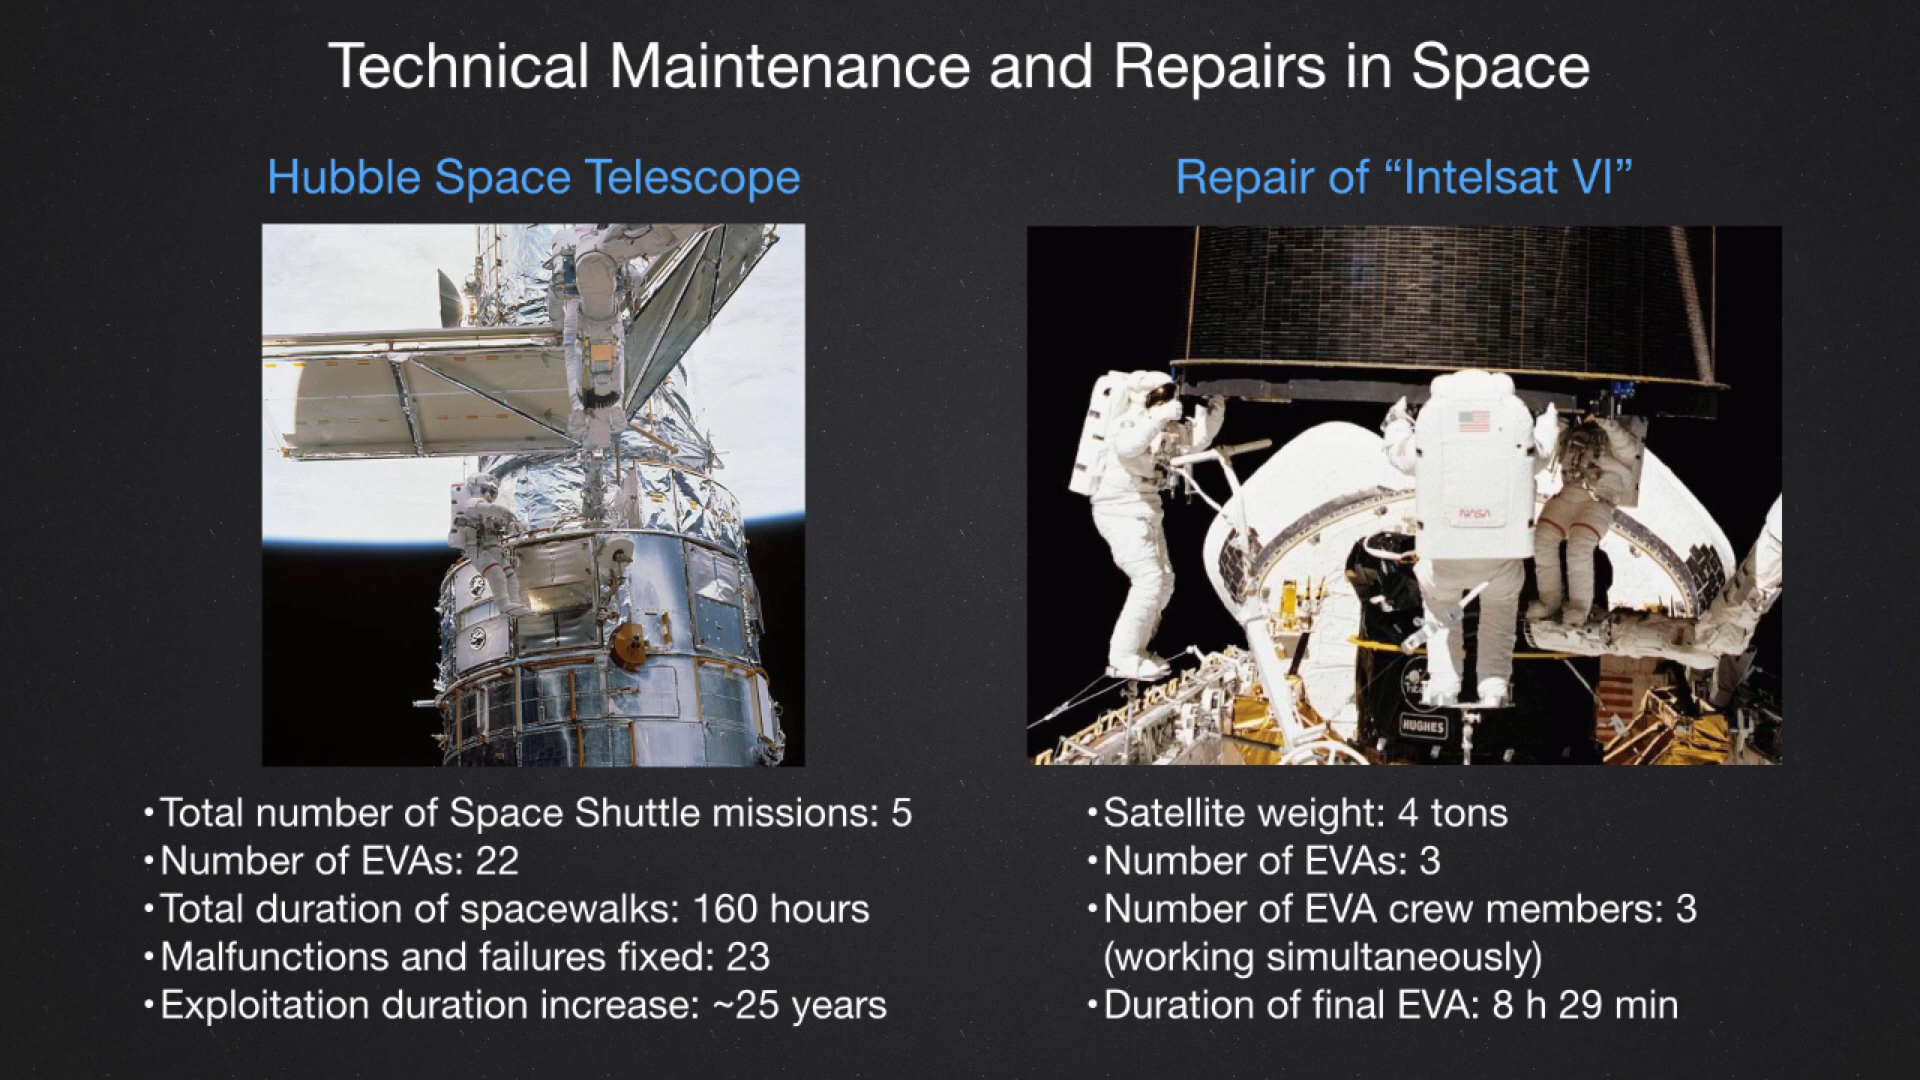 Technical Maintenance and Repairs in Space
Hubble Space Telescope
Repair of “Intelsat VI”
NASA
HUGHES
•Total number of Space Shuttle missions: 5
•Number of EVAs: 22
•Total duration of spacewalks: 160 hours
•Malfunctions and failures fixed: 23
•Exploitation duration increase: ~25 years
•Satellite weight: 4 tons
•Number of EVAs: 3
•Number of EVA crew members: 3
(working simultaneously)
•Duration of final EVA: 8 h 29 min